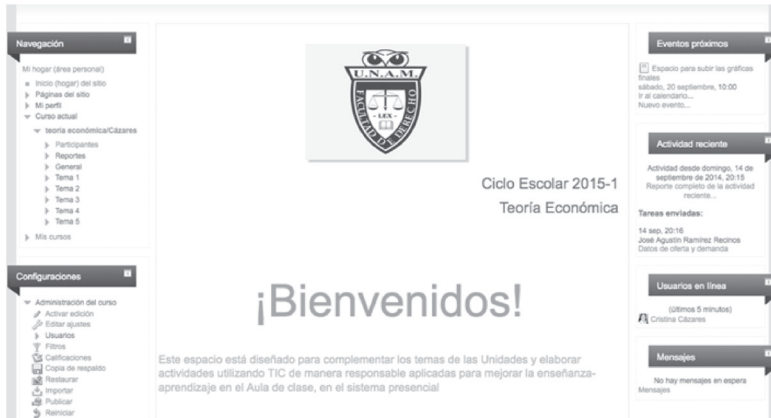 Navegación
Mi hogar (área personal)
Inicio (hogar) del sitio
Páginas del sitio
Mi perfil
Curso actual
teoría económica/Cázares
Participantes
Reportes
General
Tema 1
Tema 2
Tema 3
Tema 4
Tema 5
Mis cursos
Configuraciones
Administración del curso
Activar edición
Editar ajustes
Usuarios
Filtros
Calificaciones
Copia de respaldo
Restaurar
Importar
Publicar
Reiniciar
U.N.A.M.
FACULTAD DE DERECHO
LEX
Ciclo Escolar 2015-1
Teoría Económica
¡Bienvenidos!
Este espacio está diseñado para complementar los temas de las Unidades y elaborar
actividades utilizando TIC de manera responsable aplicadas para mejorar la enseñanza-
aprendizaje en el Aula de clase, en el sistema presencial
Eventos próximos
Espacio para subir las gráficas
finales
sábado, 20 septiembre, 10:00
Ir al calendario...
Nuevo evento...
Actividad reciente
Actividad desde domingo, 14 de
septiembre de 2014, 20:15
Reporte completo de la actividad
reciente...
Tareas enviadas:
14 sep, 20:16
José Agustín Ramírez Recinos
Datos de oferta y demanda
Usuarios en línea
(últimos 5 minutos)
Cristina Cázares
Mensajes
No hay mensajes en espera
Mensajes